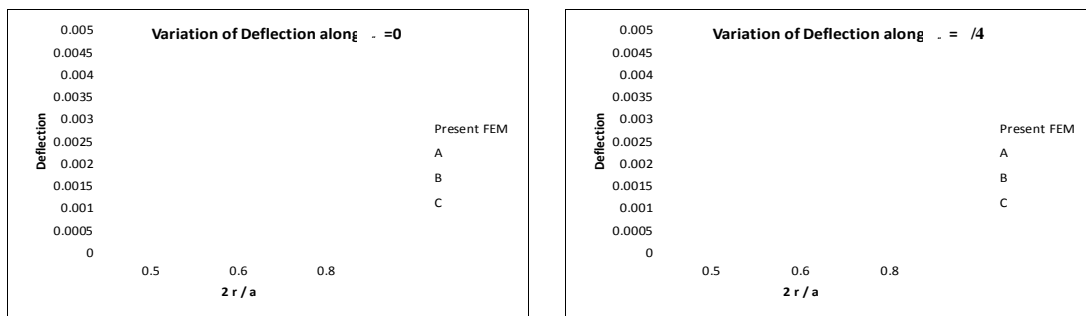 Variation of Deflection along =0
0.005
0.0045
0.004
0.0035
0.003
0.0025
0.002
0.0015
0.001
0.0005
0
Deflection
0.5 0.6 0.8
2 r / a
Present FEM
A
B
C
Variation of Deflection along = /4
0.005
0.0045
0.004
0.0035
0.003
0.0025
0.002
0.0015
0.001
0.0005
0
Deflection
0.5 0.6 0.8
2 r / a
Present FEM
A
B
C